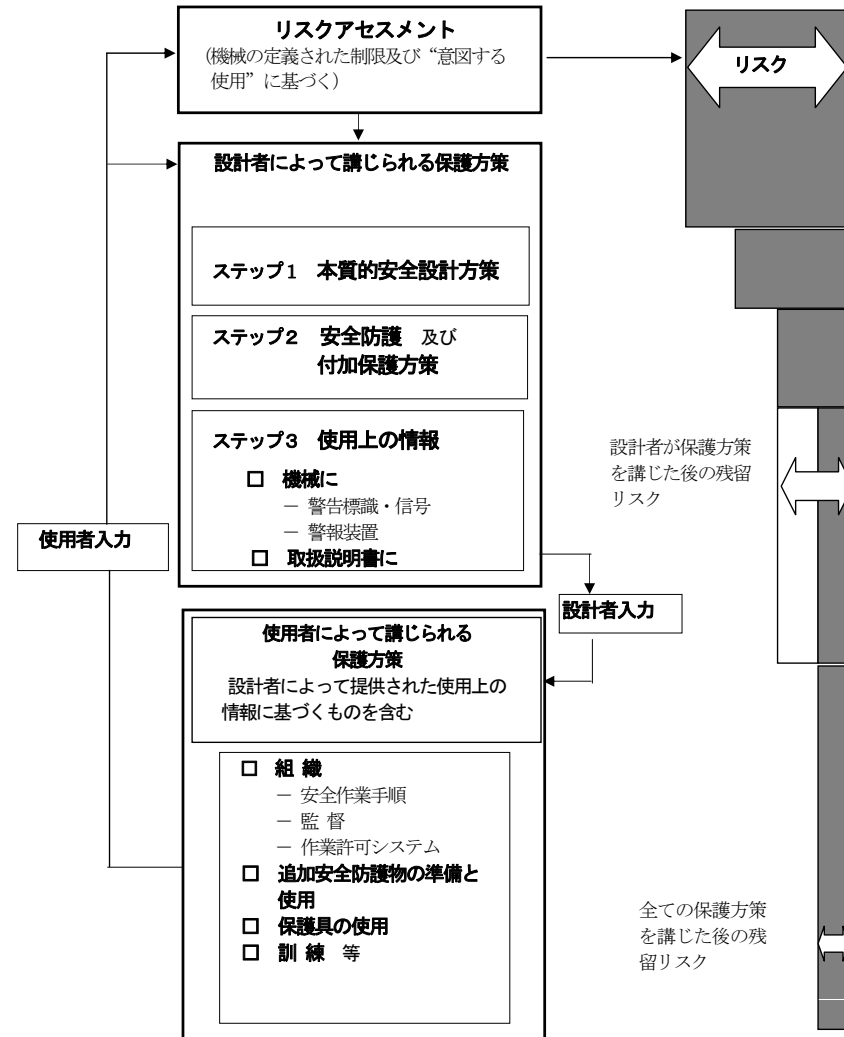 リスクアセスメント
(機械の定義された制限及び“意図する
使用”に基づく)
リスク
設計者によって講じられる保護方策
ステップ1 本質的安全設計方策
ステップ2 安全防護 及び
付加保護方策
ステップ3 使用上の情報
□ 機械に
― 警告標識・信号
― 警報装置
□ 取扱説明書に
設計者が保護方策
を講じた後の残留
リスク
使用者入力
設計者入力
使用者によって講じられる
保護方策
設計者によって提供された使用上の
情報に基づくものを含む
□ 組 織
― 安全作業手順
― 監 督
― 作業許可システム
□ 追加安全防護物の準備と
使用
□ 保護具の使用
□ 訓 練 等
全ての保護方策
を講じた後の残
留リスク